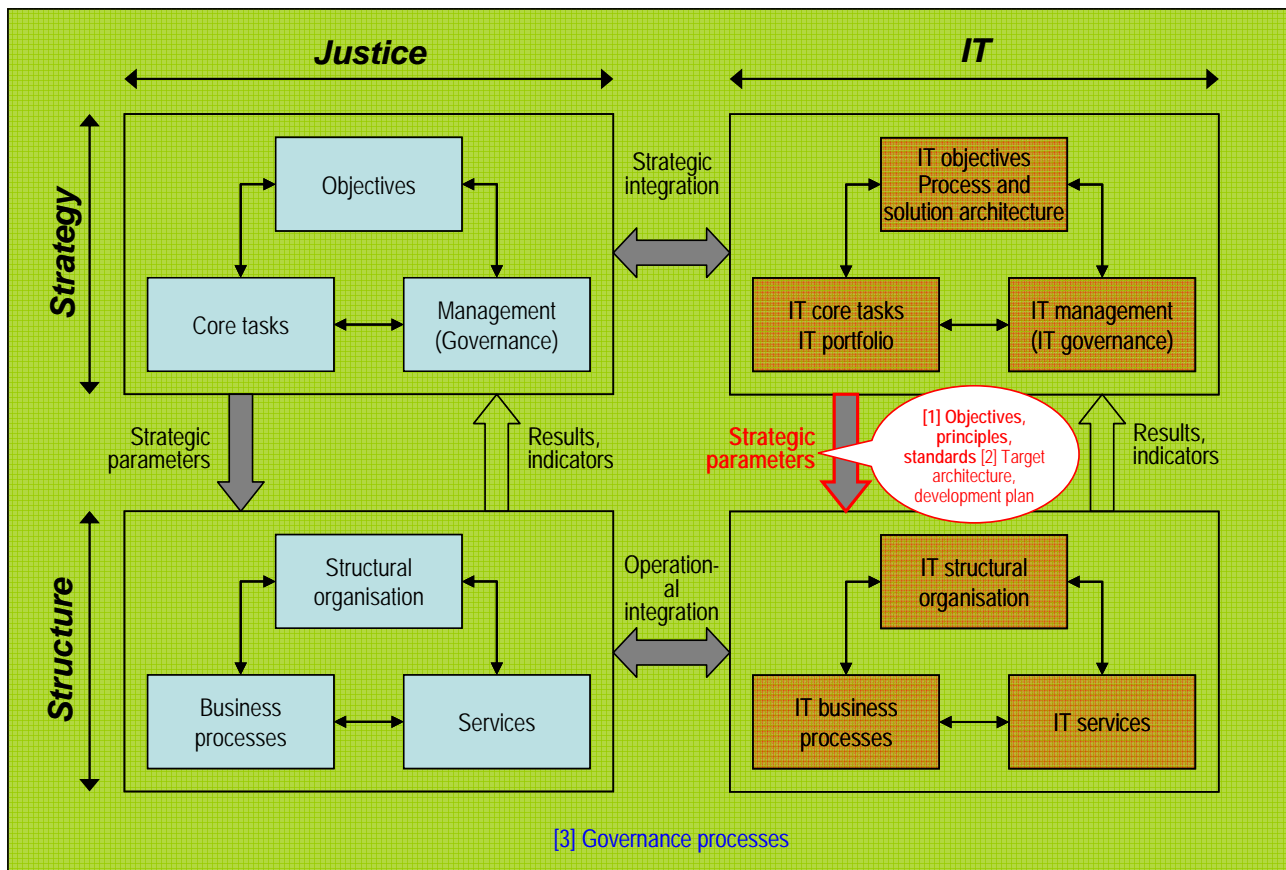 Justice
IT
Strategy
Objectives
Core tasks
Management
(Governance)
Strategic
integration
IT objectives
Process and
solution architecture
IT core tasks
IT portfolio
IT management
(IT governance)
Strategic
parameters
Results,
indicators
Strategic
parameters
[1] Objectives,
principles,
standards [2] Target
architecture,
development plan
Results,
indicators
Structure
Structural
organisation
Business
processes
Services
Operation-
al
integration
IT structural
organisation
IT business
processes
IT services
[3] Governance processes